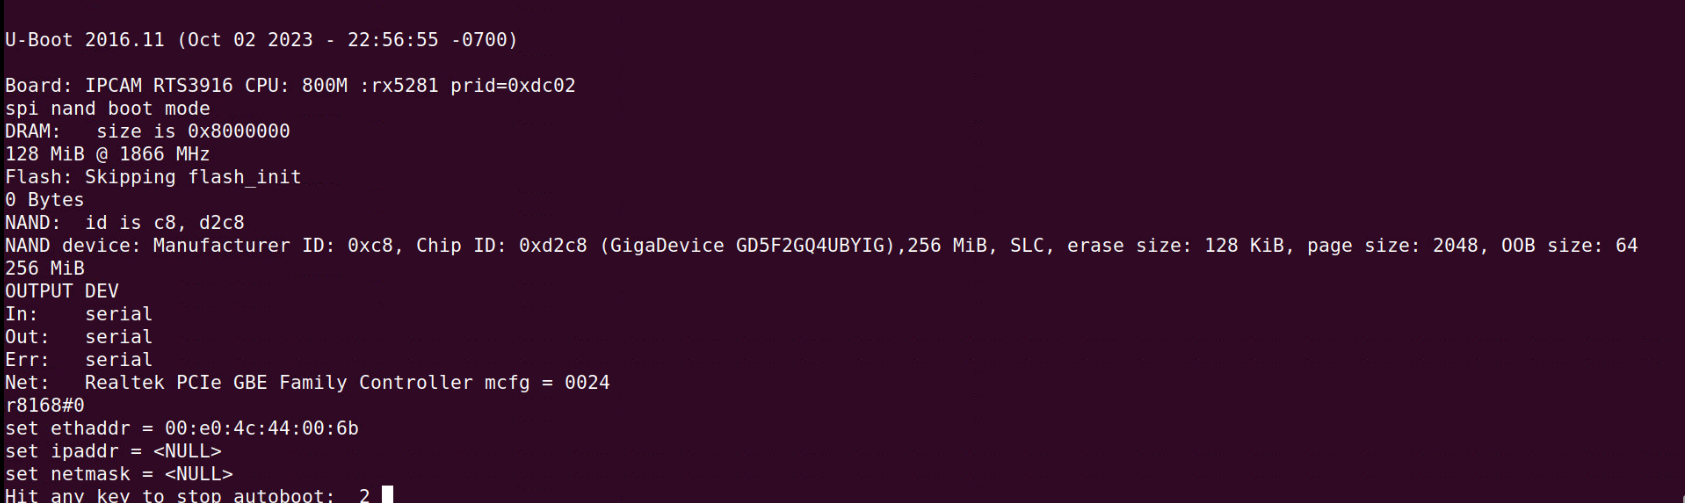 U-Boot 2016.11 (Oct 02 2023 - 22:56:55 -0700)
Board: IPCAM RTS3916 CPU: 800M :rx5281 prid=0xdc02
spi nand boot mode
DRAM:   size is 0x8000000
128 MiB @ 1866 MHz
Flash: Skipping flash_init
0 Bytes
NAND:  id is c8, d2c8
NAND device: Manufacturer ID: 0xc8, Chip ID: 0xd2c8 (GigaDevice GD5F2GQ4UBYIG),256 MiB, SLC, erase size: 128 KiB, page size: 2048, OOB size: 64
256 MiB
OUTPUT DEV
In:    serial
Out:   serial
Err:   serial
Net:   Realtek PCIe GBE Family Controller mcfg = 0024
r8168#0
set ethaddr = 00:e0:4c:44:00:6b
set ipaddr = <NULL>
set netmask = <NULL>
Hit any key to stop autoboot:  2